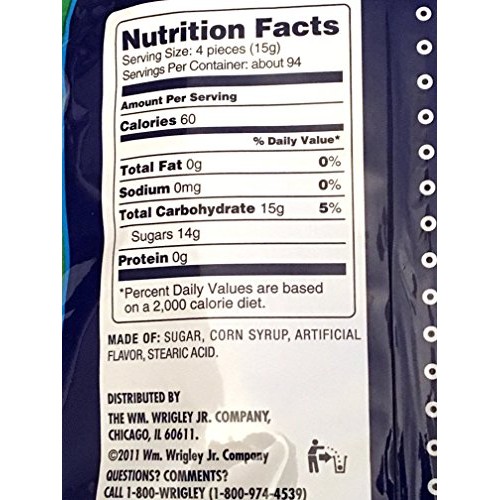 Nutrition Facts
Serving Size: 4 pieces (15g)
Servings Per Container: about 94
Amount Per Serving
Calories 60
% Daily Value*
Total Fat 0g 0%
Sodium 0mg 0%
Total Carbohydrate 15g 5%
Sugars 14g
Protein 0g
*Percent Daily Values are based
on a 2,000 calorie diet.
MADE OF: SUGAR, CORN SYRUP, ARTIFICIAL
FLAVOR, STEARIC ACID.
DISTRIBUTED BY
THE WM. WRIGLEY JR. COMPANY,
CHICAGO, IL 60611.
©2011 Wm. Wrigley Jr. Company
QUESTIONS? COMMENTS?
CALL 1-800-WRIGLEY (1-800-974-4539)